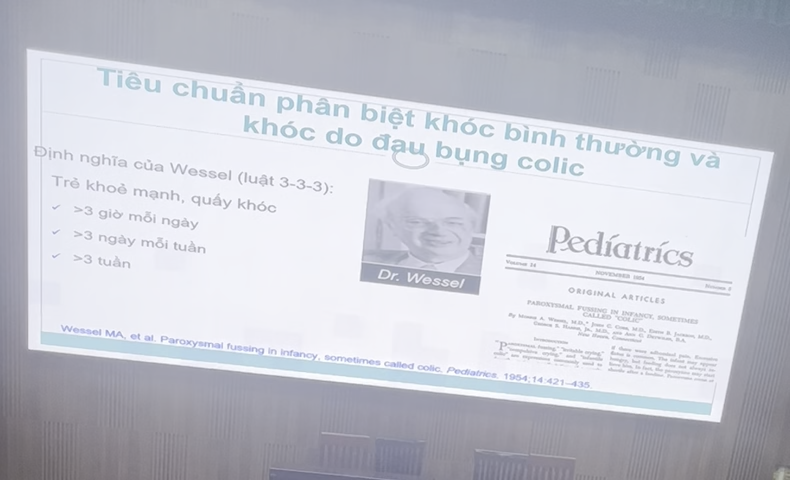 Tiêu chuẩn phân biệt khóc bình thường và
khóc do đau bụng colic
Định nghĩa của Wessel (luật 3-3-3):
Trẻ khoẻ mạnh, quấy khóc
✓ >3 giờ mỗi ngày
✓ >3 ngày mỗi tuần
✓ >3 tuần
Dr. Wessel
Pediatrics
Volume 14
NOVEMBER 1954
ORIGINAL ARTICLES
PAROXYSMAL FUSSING IN INFANCY, SOMETIMES
CALLED "COLIC"
Wessel MA, et al. Paroxysmal fussing in infancy, sometimes called colic. Pediatrics. 1954;14:421–435.